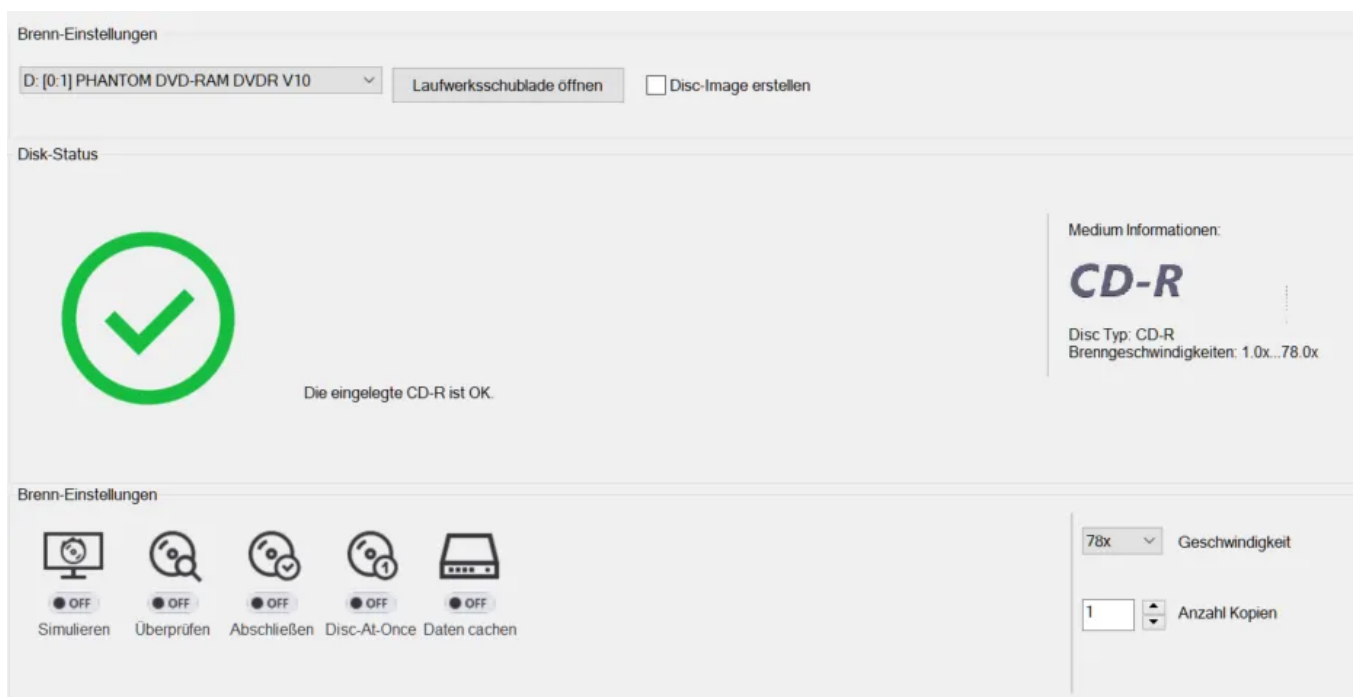 Brenn-Einstellungen
D: [0:1] PHANTOM DVD-RAM DVDR V10
Laufwerksschublade öffnen
Disc-Image erstellen
Disk-Status
Medium Informationen:
CD-R
Disc Typ: CD-R
Brenngeschwindigkeiten: 1.0x...78.0x
Die eingelegte CD-R ist OK.
Brenn-Einstellungen
78x Geschwindigkeit
1
OFF OFF OFF OFF OFF
Simulieren Überprüfen Abschließen Disc-At-Once Daten cachen
1 Anzahl Kopien